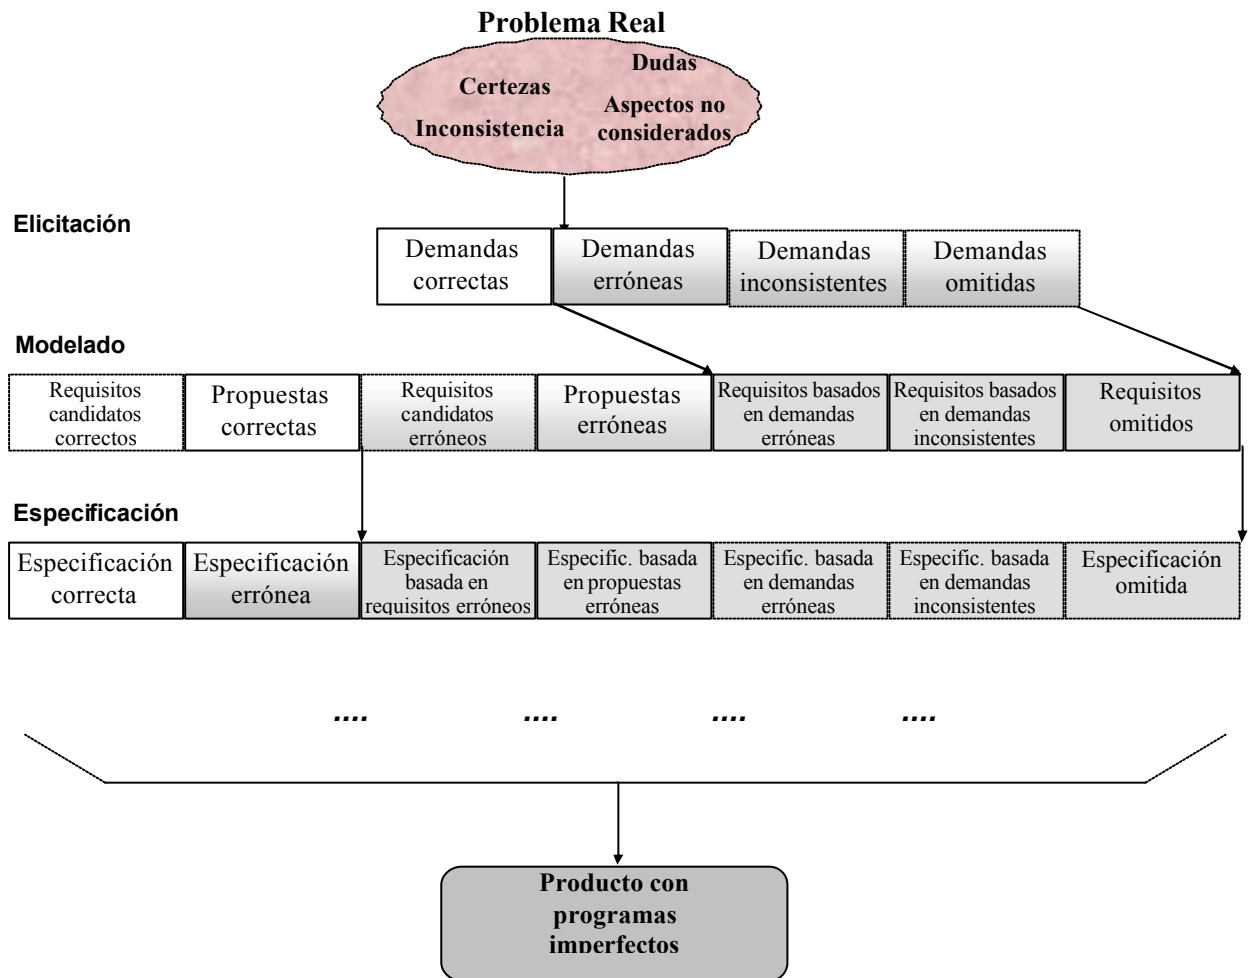 Problema Real
Dudas
Certezas
Aspectos no
considerados
Inconsistencia
Elicitación
Demandas
correctas
Demandas
erróneas
Demandas
inconsistentes
Demandas
omitidas
Modelado
Requisitos
candidatos
correctos
Propuestas
correctas
Requisitos
candidatos
erróneos
Propuestas
erróneas
Requisitos basados
en demandas
erróneas
Requisitos basados
en demandas
inconsistentes
Requisitos
omitidos
Especificación
Especificación
correcta
Especificación
errónea
Especificación
basada en
requisitos erróneos
Especific. basada
en propuestas
erróneas
Especific. basada
en demandas
erróneas
Especific. basada
en demandas
inconsistentes
Especificación
omitida
.... .... .... ....
Producto con
programas
imperfectos